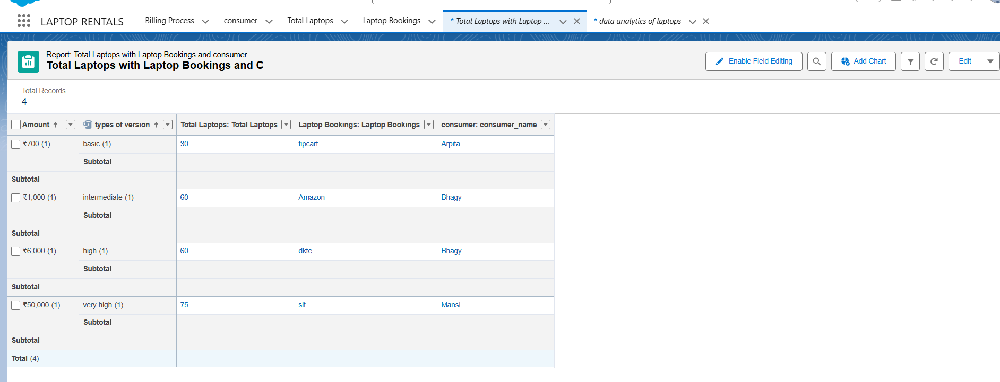 LAPTOP RENTALS Billing Process consumer Total Laptops Laptop Bookings * Total Laptops with Laptop ... * data analytics of laptops
Report: Total Laptops with Laptop Bookings and consumer
Total Laptops with Laptop Bookings and C
Enable Field Editing Add Chart Edit
Total Records
4
Amount ↑ types of version ↑ Total Laptops: Total Laptops Laptop Bookings: Laptop Bookings consumer: consumer_name
₹700 (1) basic (1) 30 fipcart Arpita
Subtotal
Subtotal
₹1,000 (1) intermediate (1) 60 Amazon Bhagy
Subtotal
Subtotal
₹6,000 (1) high (1) 60 dkte Bhagy
Subtotal
Subtotal
₹50,000 (1) very high (1) 75 sit Mansi
Subtotal
Subtotal
Total (4)